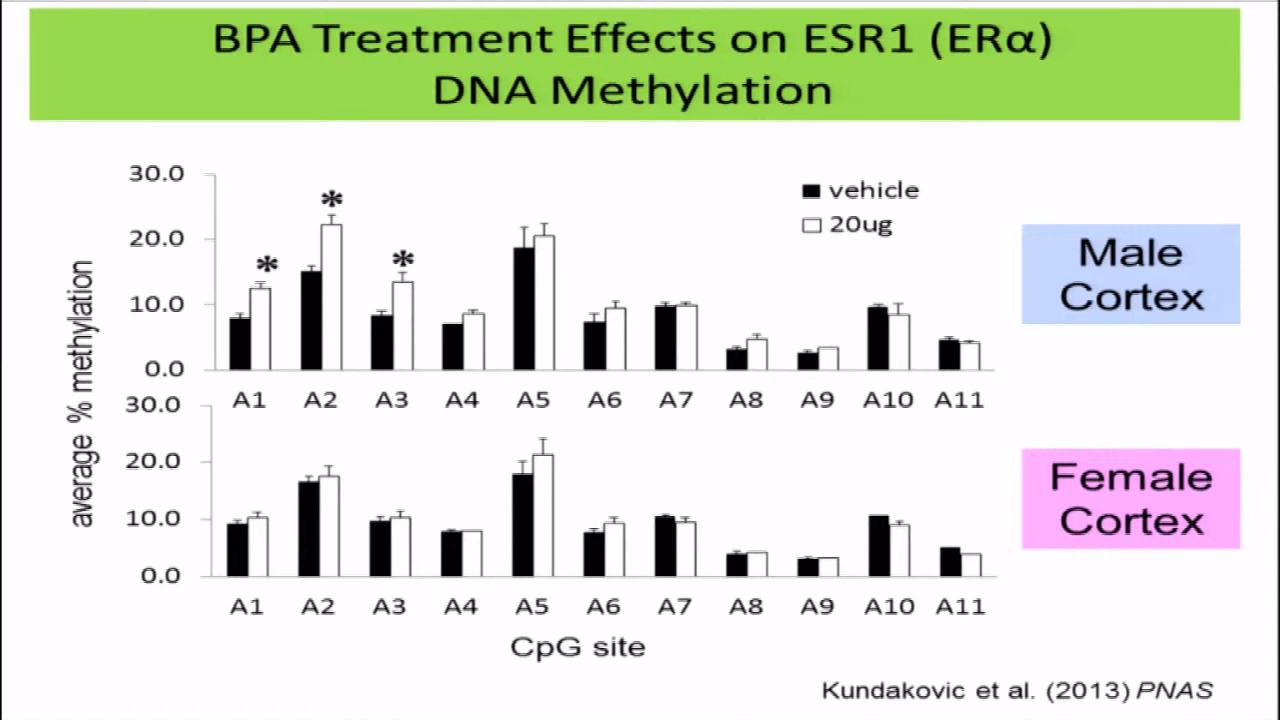 BPA Treatment Effects on ESR1 (ERα)
DNA Methylation
average % methylation
30.0
20.0
10.0
0.0
* * *
vehicle
20ug
A1 A2 A3 A4 A5 A6 A7 A8 A9 A10 A11
Male
Cortex
30.0
20.0
10.0
0.0
A1 A2 A3 A4 A5 A6 A7 A8 A9 A10 A11
Female
Cortex
CpG site
Kundakovic et al. (2013) PNAS